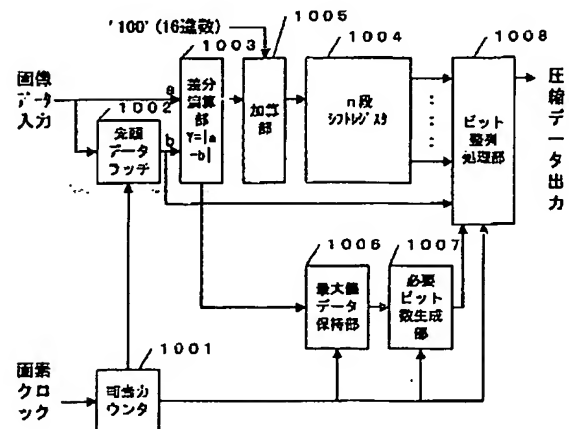 '100' (16進数)
1005
1003
1004
1008
画像
データ
入力
1002
a
差分
演算
部
Y=|a
-b|
加算
部
n段
シフトレジスタ
ビット
整列
処理部
圧
縮
デ
ー
タ
出
力
先頭
データ
ラッチ
b
1006
1007
最大値
データ
保持部
必要
ビット
数生成
部
画素
クロ
ック
1001
ウンタ